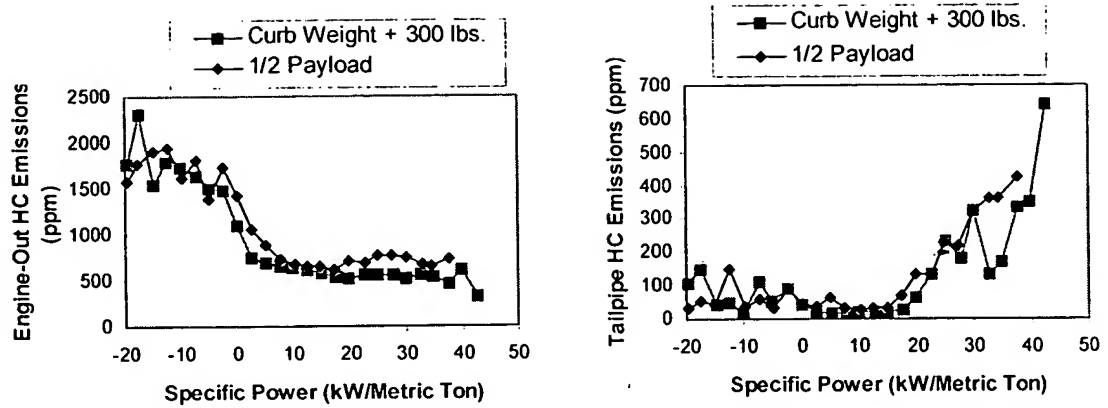 Curb Weight + 300 lbs.
1/2 Payload
Engine-Out HC Emissions
(ppm)
2500
2000
1500
1000
500
0
-20 -10 0 10 20 30 40 50
Specific Power (kW/Metric Ton)
Curb Weight + 300 lbs.
1/2 Payload
Tailpipe HC Emissions (ppm)
700
600
500
400
300
200
100
0
-20 -10 0 10 20 30 40 50
Specific Power (kW/Metric Ton)